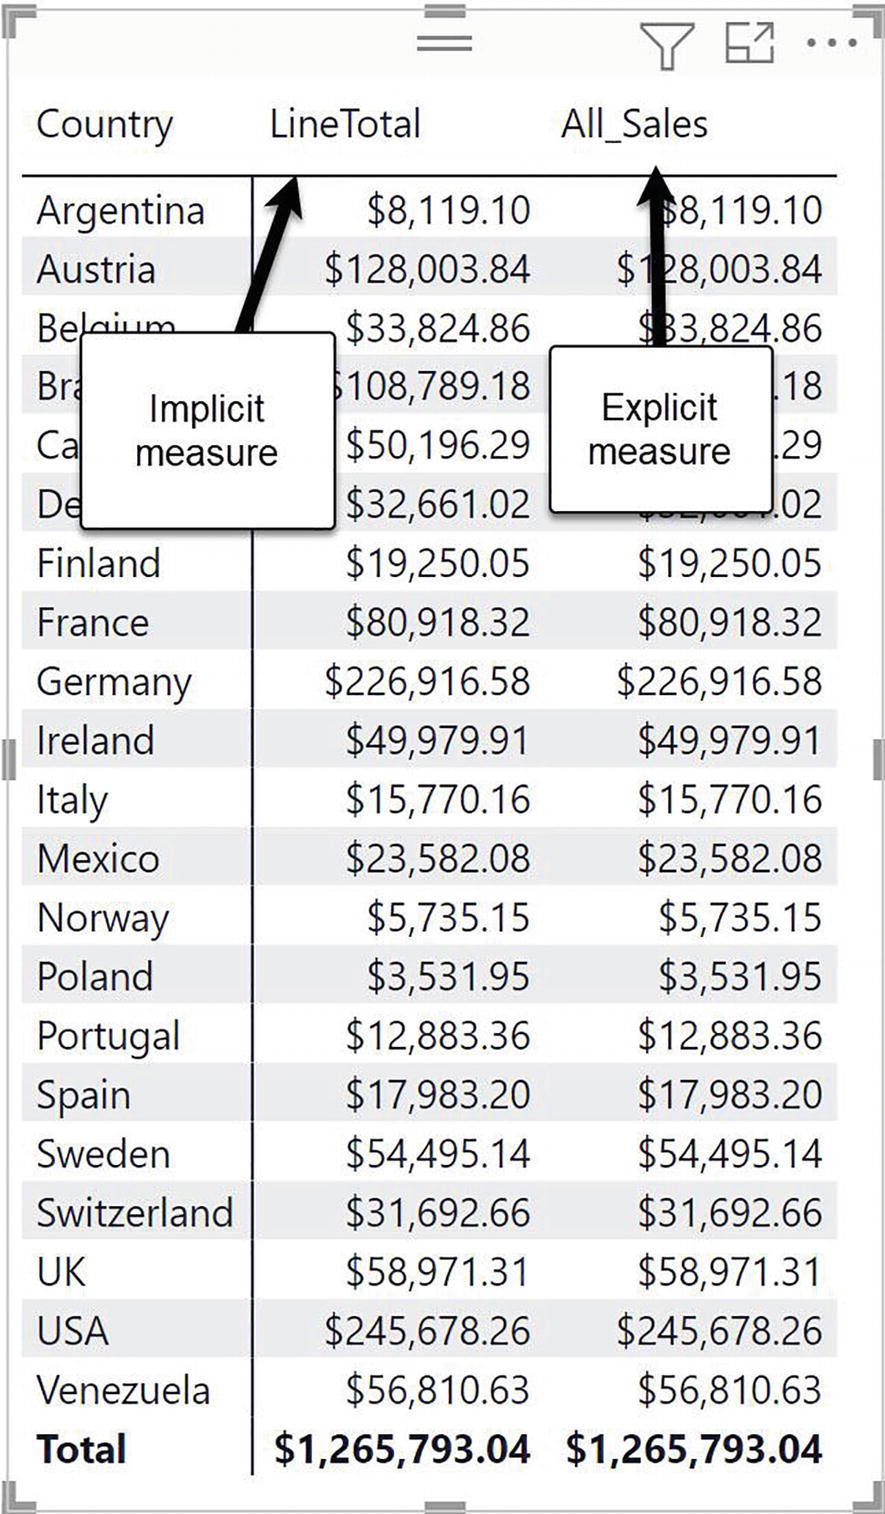 Country LineTotal All_Sales
Argentina $8,119.10 $8,119.10
Austria $128,003.84 $128,003.84
Belgium $33,824.86 $33,824.86
Bra $108,789.18 .18
Ca $50,196.29 .29
De $32,661.02 .02
Implicit
measure
Explicit
measure
Finland $19,250.05 $19,250.05
France $80,918.32 $80,918.32
Germany $226,916.58 $226,916.58
Ireland $49,979.91 $49,979.91
Italy $15,770.16 $15,770.16
Mexico $23,582.08 $23,582.08
Norway $5,735.15 $5,735.15
Poland $3,531.95 $3,531.95
Portugal $12,883.36 $12,883.36
Spain $17,983.20 $17,983.20
Sweden $54,495.14 $54,495.14
Switzerland $31,692.66 $31,692.66
UK $58,971.31 $58,971.31
USA $245,678.26 $245,678.26
Venezuela $56,810.63 $56,810.63
Total $1,265,793.04 $1,265,793.04